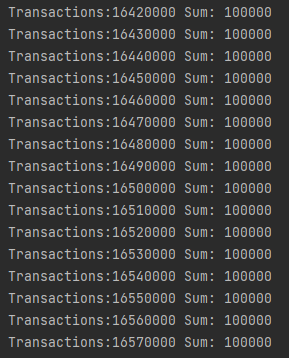 Transactions:16420000 Sum: 100000
Transactions:16430000 Sum: 100000
Transactions:16440000 Sum: 100000
Transactions:16450000 Sum: 100000
Transactions:16460000 Sum: 100000
Transactions:16470000 Sum: 100000
Transactions:16480000 Sum: 100000
Transactions:16490000 Sum: 100000
Transactions:16500000 Sum: 100000
Transactions:16510000 Sum: 100000
Transactions:16520000 Sum: 100000
Transactions:16530000 Sum: 100000
Transactions:16540000 Sum: 100000
Transactions:16550000 Sum: 100000
Transactions:16560000 Sum: 100000
Transactions:16570000 Sum: 100000